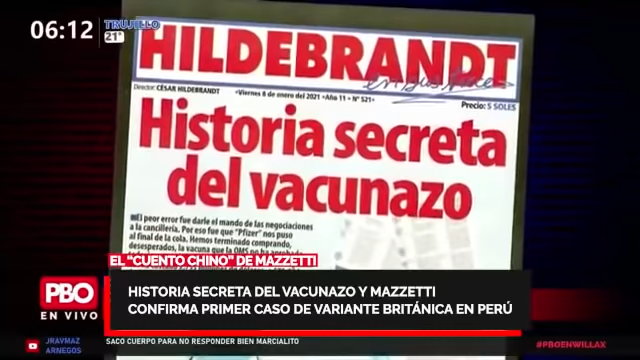 06:12
TRUJILLO
21°
HILDEBRANDT
en sus trece
Director: CÉSAR HILDEBRANDT
•Viernes 8 de enero del 2021 •Año 11 • N° 521•
Precio: 5 SOLES
Historia secreta
del vacunazo
El peor error fue darle el mando de las negociaciones
a la cancillería. Por eso fue que "Pfizer" nos puso
al final de la cola. Hemos terminado comprando,
desesperados, la vacuna que la OMS no ha
EL "CUENTO CHINO" DE MAZZETTI
HISTORIA SECRETA DEL VACUNAZO Y MAZZETTI
CONFIRMA PRIMER CASO DE VARIANTE BRITÁNICA EN PERÚ
PBO
EN VIVO
JRAVMAZ
ARNEGOS
SACO CUERPO PARA NO RESPONDER BIEN MARCIALITO
#PBOENWILLAX